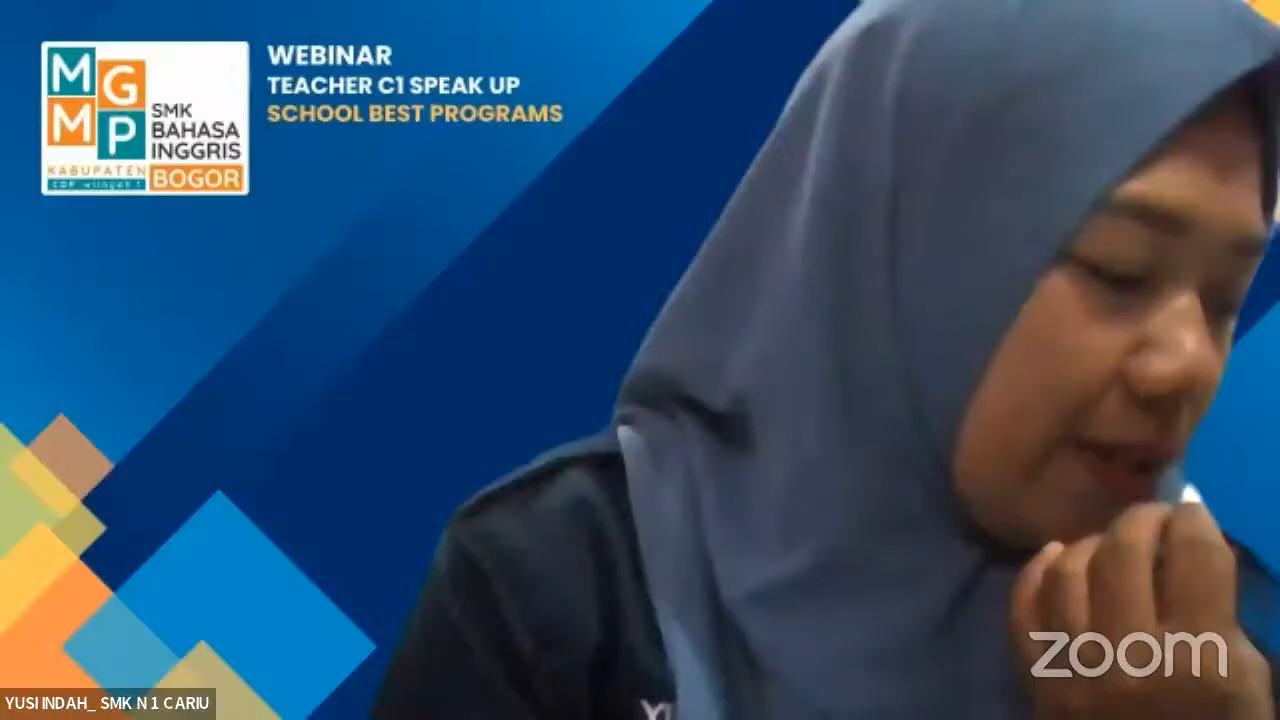 MGMP
SMK
BAHASA
INGGRIS
KABUPATEN
BOGOR
WEBINAR
TEACHER C1 SPEAK UP
SCHOOL BEST PROGRAMS
zoom
YUSI INDAH_ SMK N 1 CARIU